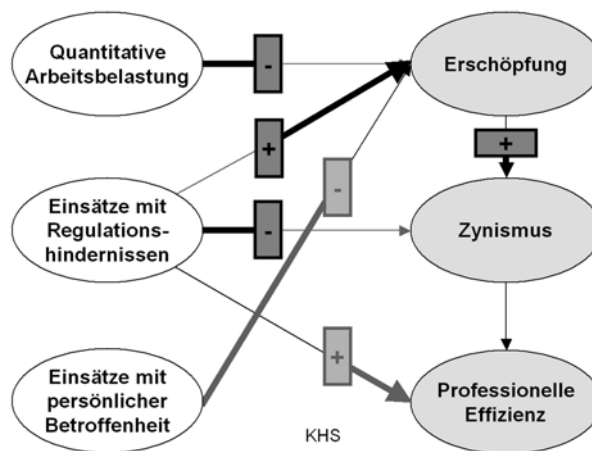 Quantitative
Arbeitsbelastung
-
Erschöpfung
+
+
Einsätze mit
Regulations-
hindernissen
-
-
Zynismus
+
Einsätze mit
persönlicher
Betroffenheit
Professionelle
Effizienz
KHS